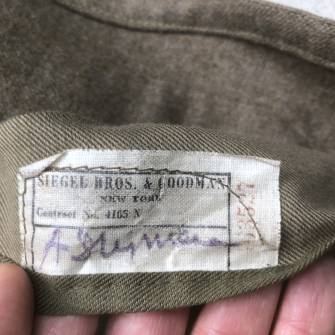 SIEGEL BROS. & GOODMAN
NEW YORK
Contract No. 4105 N